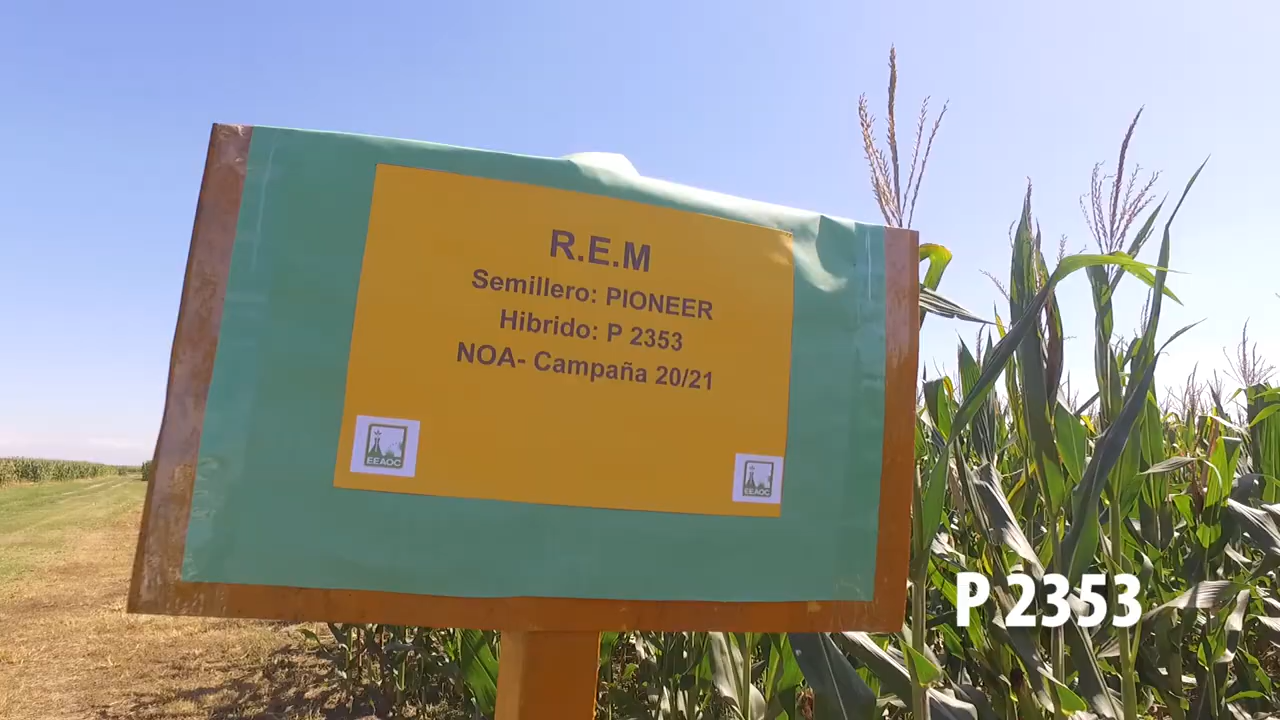 R.E.M
Semillero: PIONEER
Hibrido: P 2353
NOA- Campaña 20/21
EEAOC
EEAOC
P 2353